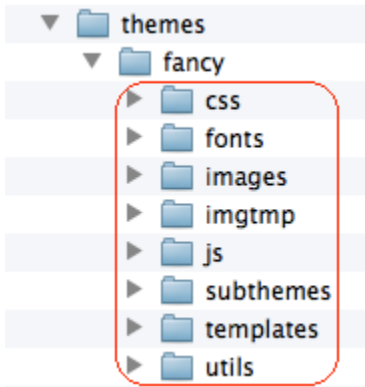 themes
fancy
css
fonts
images
imgtmp
js
subthemes
templates
utils